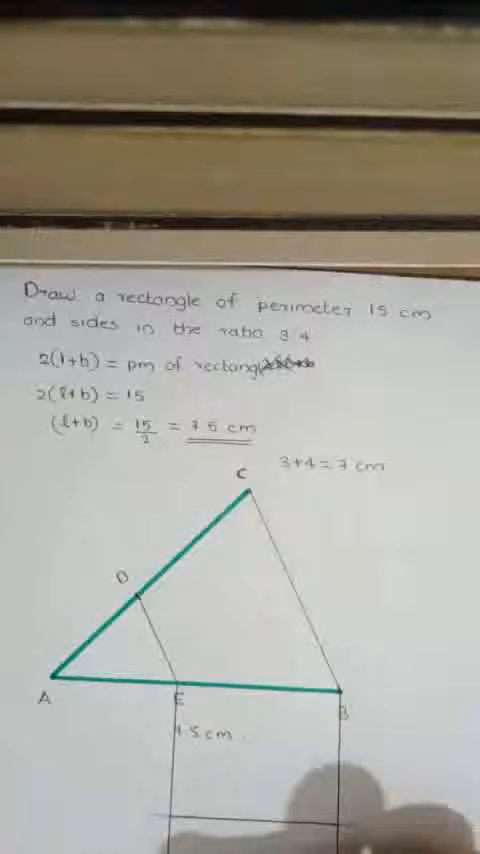 Draw a rectangle of perimeter 15 cm
and sides in the ratio 3 4
2(l+b) = pm of rectangle
2(l+b) = 15
(l+b) = 15/2 = 7 5 cm
3+4=7 cm
C
D
A
E
B
7.5 cm.